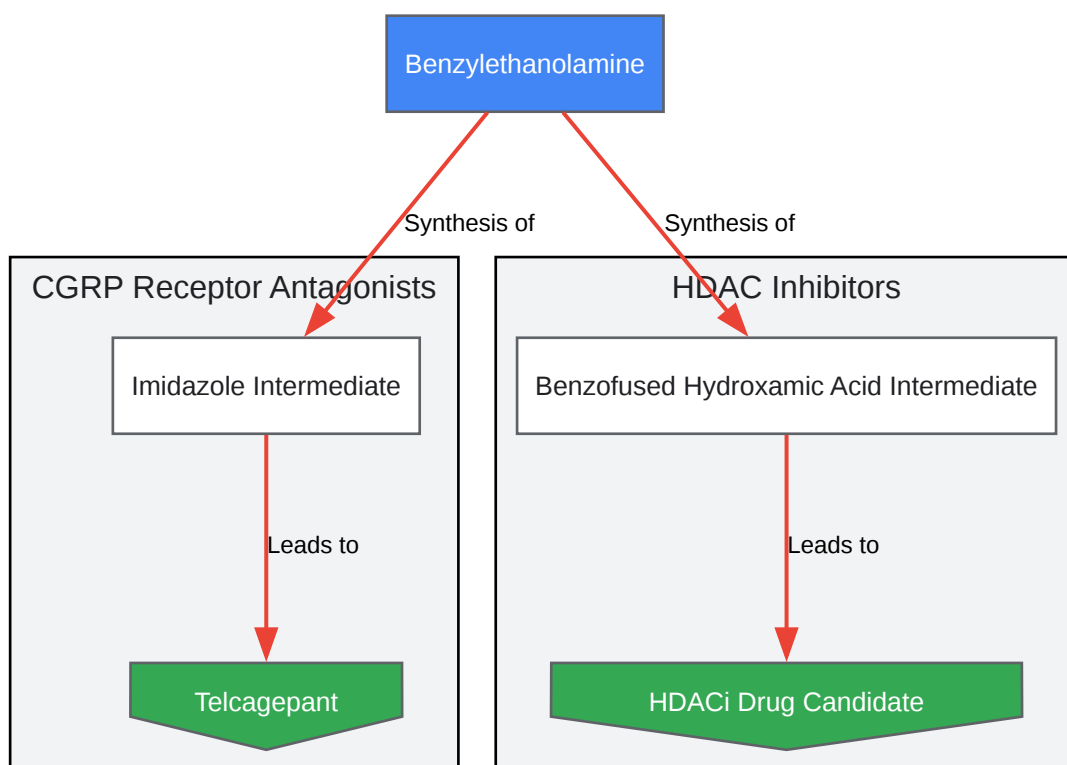 Benzylethanolamine
Synthesis of
Synthesis of
CGRP Receptor Antagonists
HDAC Inhibitors
Imidazole Intermediate
Benzofused Hydroxamic Acid Intermediate
Leads to
Leads to
Telcagepant
HDACi Drug Candidate